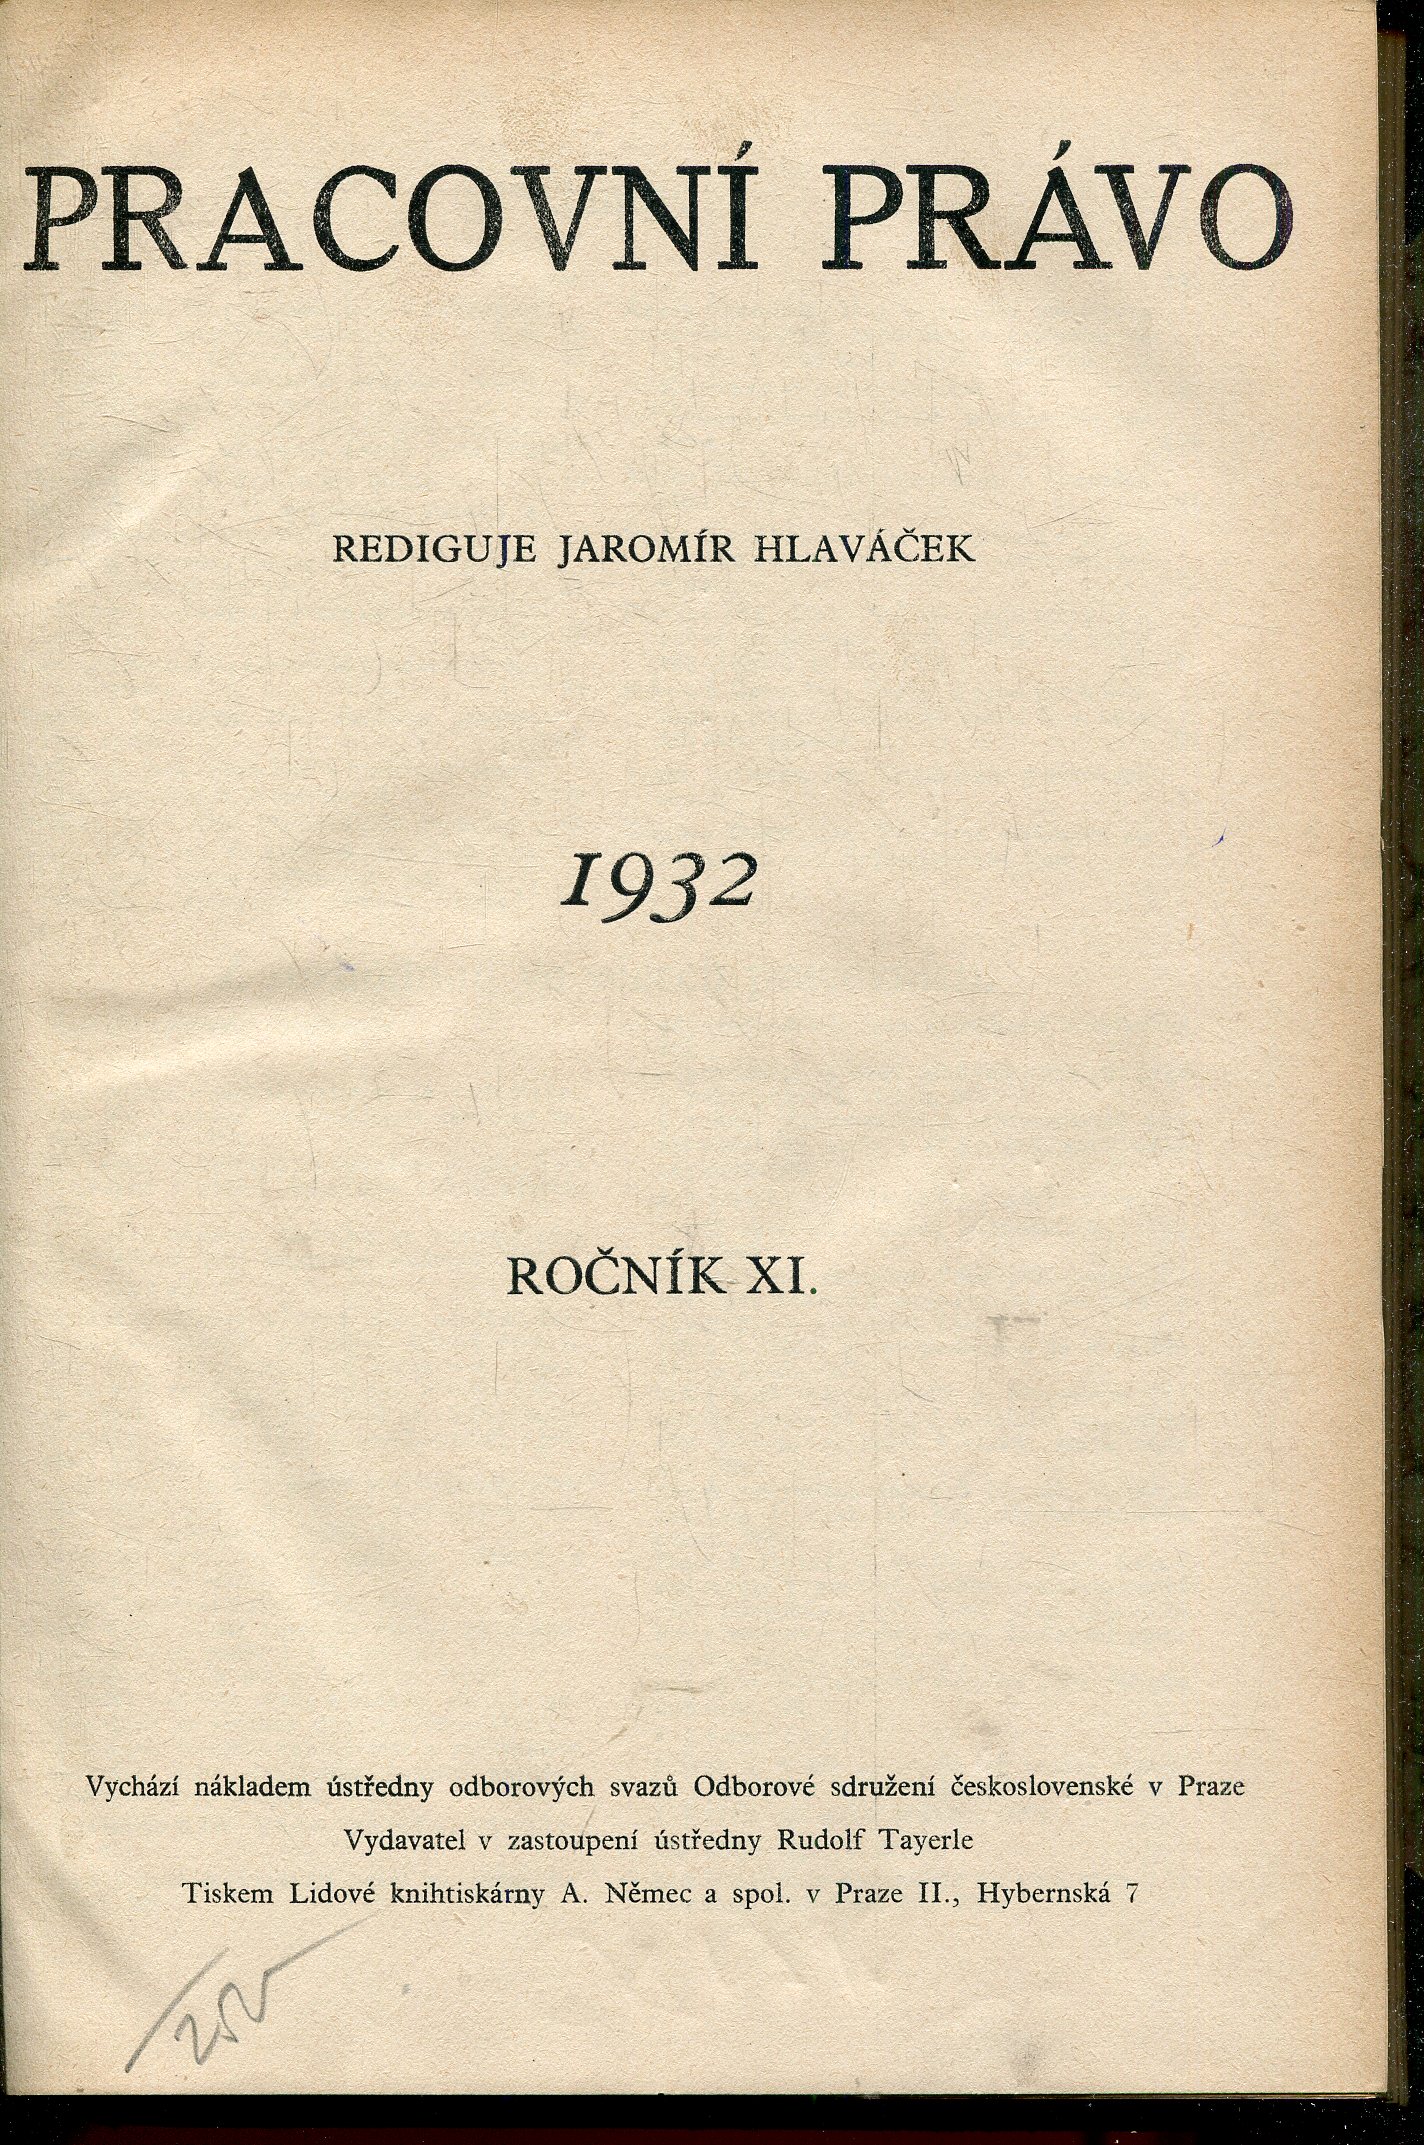 PRACOVNÍ PRÁVO
REDIGUJE JAROMÍR HLAVÁČEK
1932
ROČNÍK XI.
Vychází nákladem ústředny odborových svazů Odborové sdružení československé v Praze
Vydavatel v zastoupení ústředny Rudolf Tayerle
Tiskem Lidové knihtiskárny A. Němec a spol. v Praze II., Hybernská 7